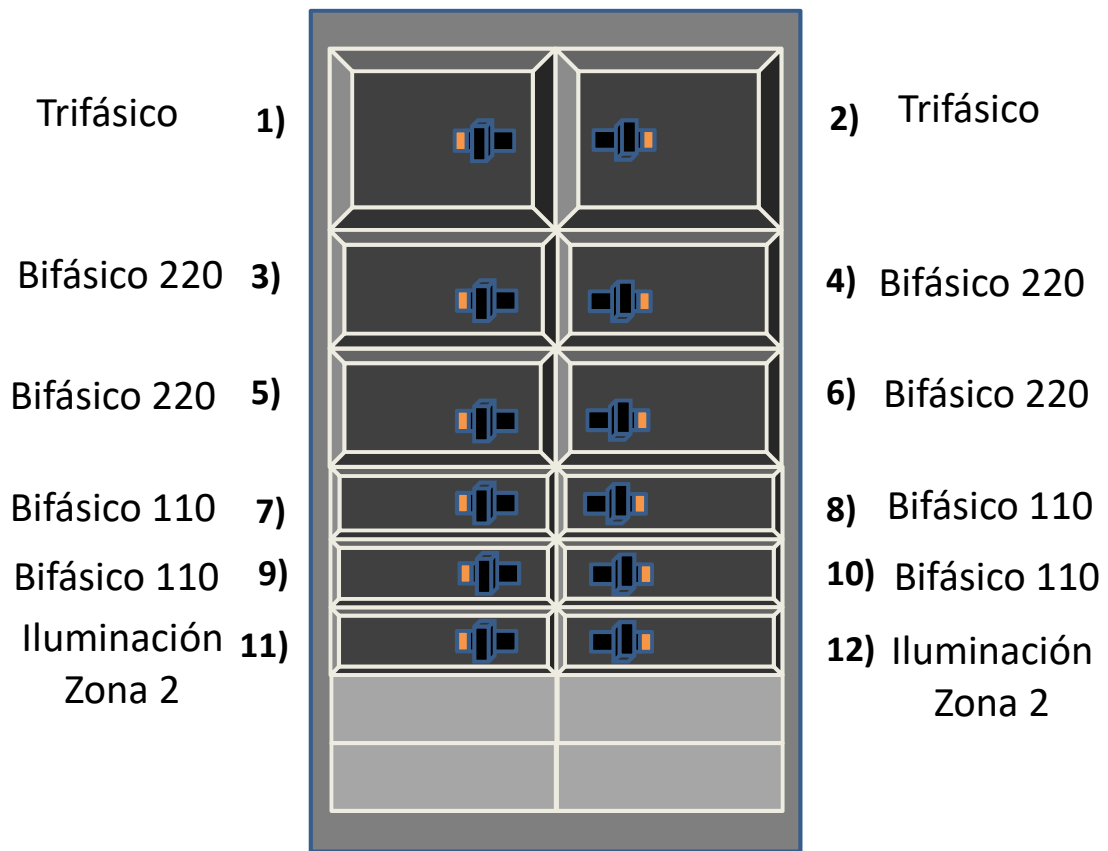 Trifásico 1) 2) Trifásico
Bifásico 220 3) 4) Bifásico 220
Bifásico 220 5) 6) Bifásico 220
Bifásico 110 7) 8) Bifásico 110
Bifásico 110 9) 10) Bifásico 110
Iluminación 11) 12) Iluminación
Zona 2 Zona 2